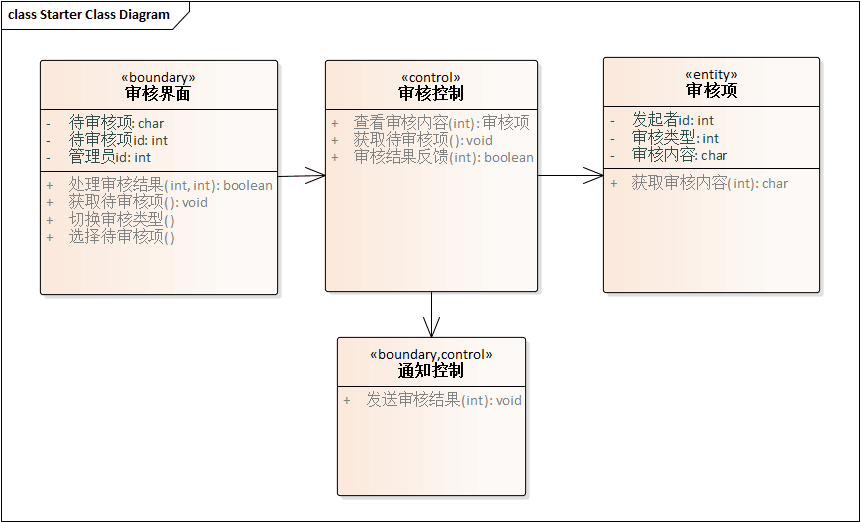 class Starter Class Diagram
«boundary»
审核界面
- 待审核项: char
- 待审核项id: int
- 管理员id: int
+ 处理审核结果(int, int): boolean
+ 获取待审核项(): void
+ 切换审核类型()
+ 选择待审核项()
«control»
审核控制
+ 查看审核内容(int): 审核项
+ 获取待审核项(): void
+ 审核结果反馈(int): boolean
«entity»
审核项
- 发起者id: int
- 审核类型: int
- 审核内容: char
+ 获取审核内容(int): char
«boundary,control»
通知控制
+ 发送审核结果(int): void